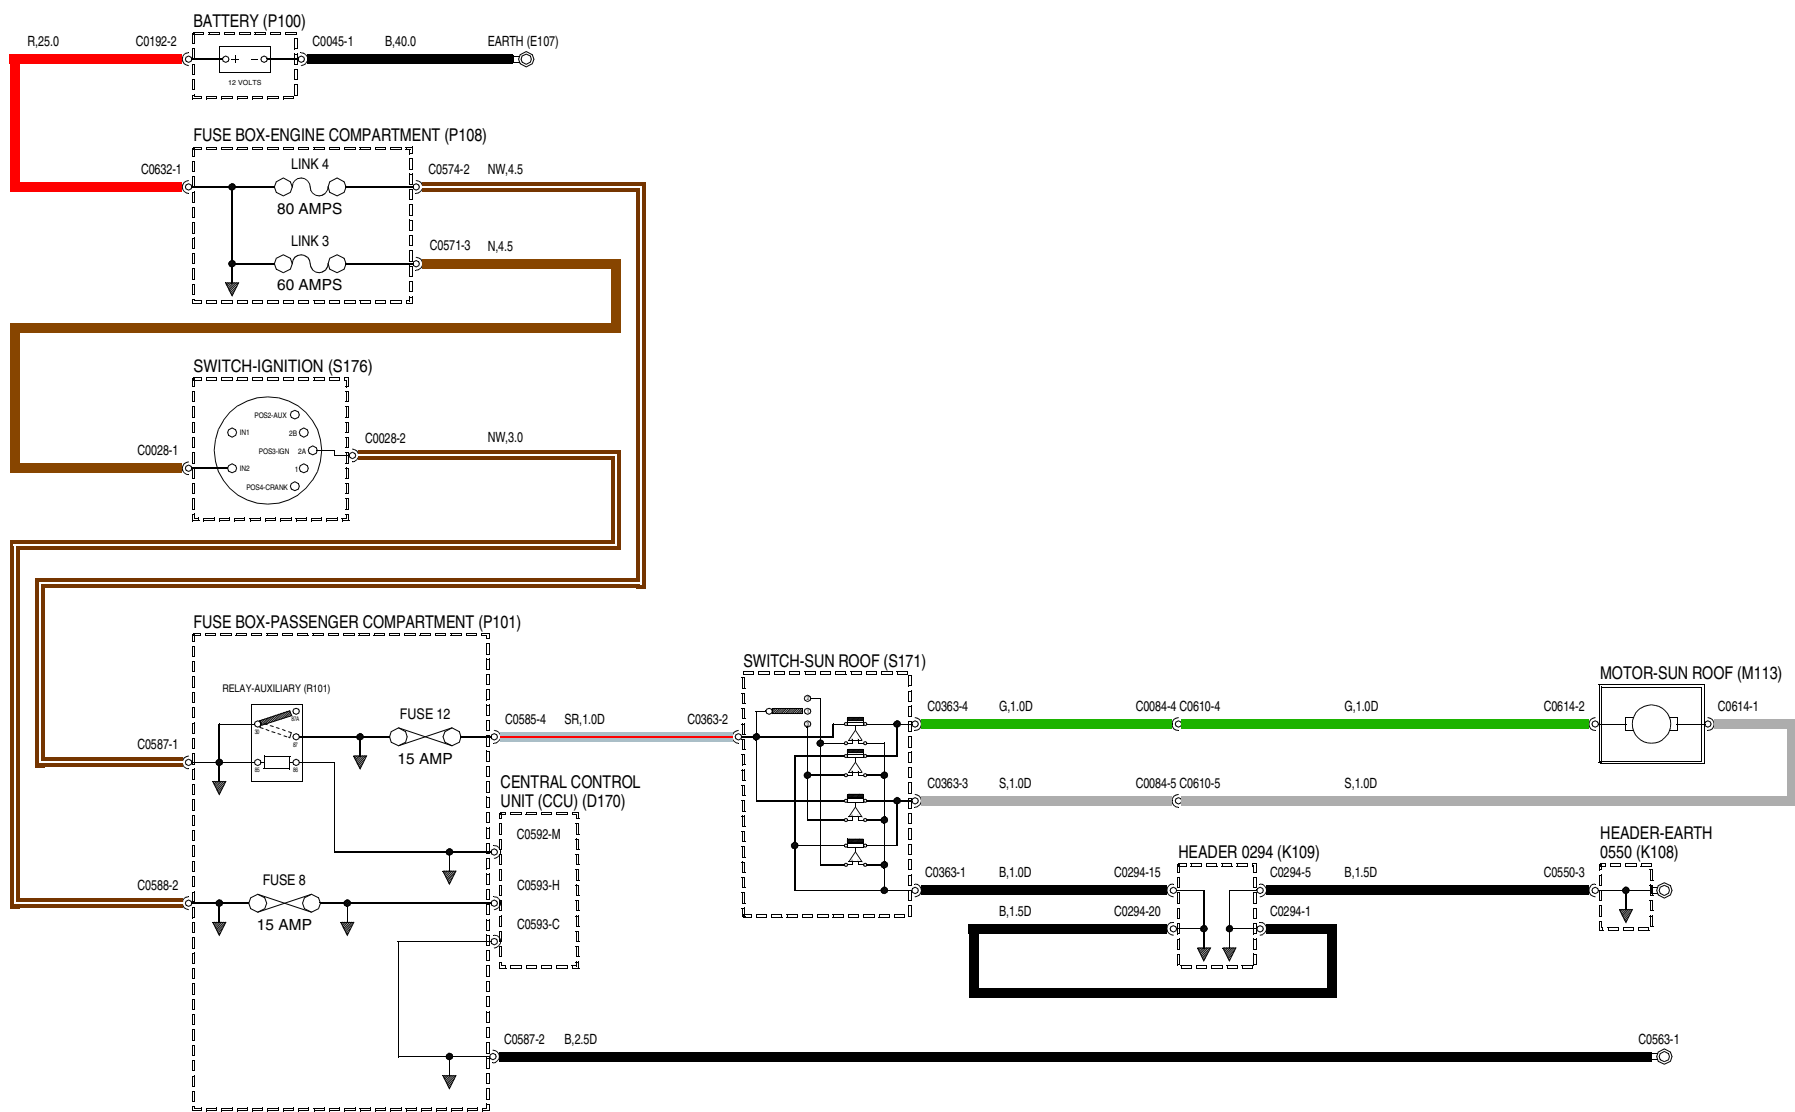 BATTERY (P100)
R,25.0
C0192-2
C0045-1
B,40.0
EARTH (E107)
+ −
12 VOLTS
FUSE BOX-ENGINE COMPARTMENT (P108)
C0632-1
LINK 4
80 AMPS
C0574-2
NW,4.5
LINK 3
60 AMPS
C0571-3
N,4.5
SWITCH-IGNITION (S176)
POS2-AUX
IN1
2B
POS3-IGN
2A
IN2
1
POS4-CRANK
C0028-1
C0028-2
NW,3.0
FUSE BOX-PASSENGER COMPARTMENT (P101)
RELAY-AUXILIARY (R101)
87A
30
87
85
86
C0587-1
FUSE 12
15 AMP
C0585-4
SR,1.0D
C0363-2
CENTRAL CONTROL
UNIT (CCU) (D170)
C0592-M
C0593-H
C0593-C
C0588-2
FUSE 8
15 AMP
C0587-2
B,2.5D
C0563-1
SWITCH-SUN ROOF (S171)
C0363-4
G,1.0D
C0084-4 C0610-4
G,1.0D
C0614-2
MOTOR-SUN ROOF (M113)
C0614-1
C0363-3
S,1.0D
C0084-5 C0610-5
S,1.0D
C0363-1
B,1.0D
C0294-15
HEADER 0294 (K109)
C0294-5
B,1.5D
C0550-3
HEADER-EARTH
0550 (K108)
B,1.5D
C0294-20
C0294-1